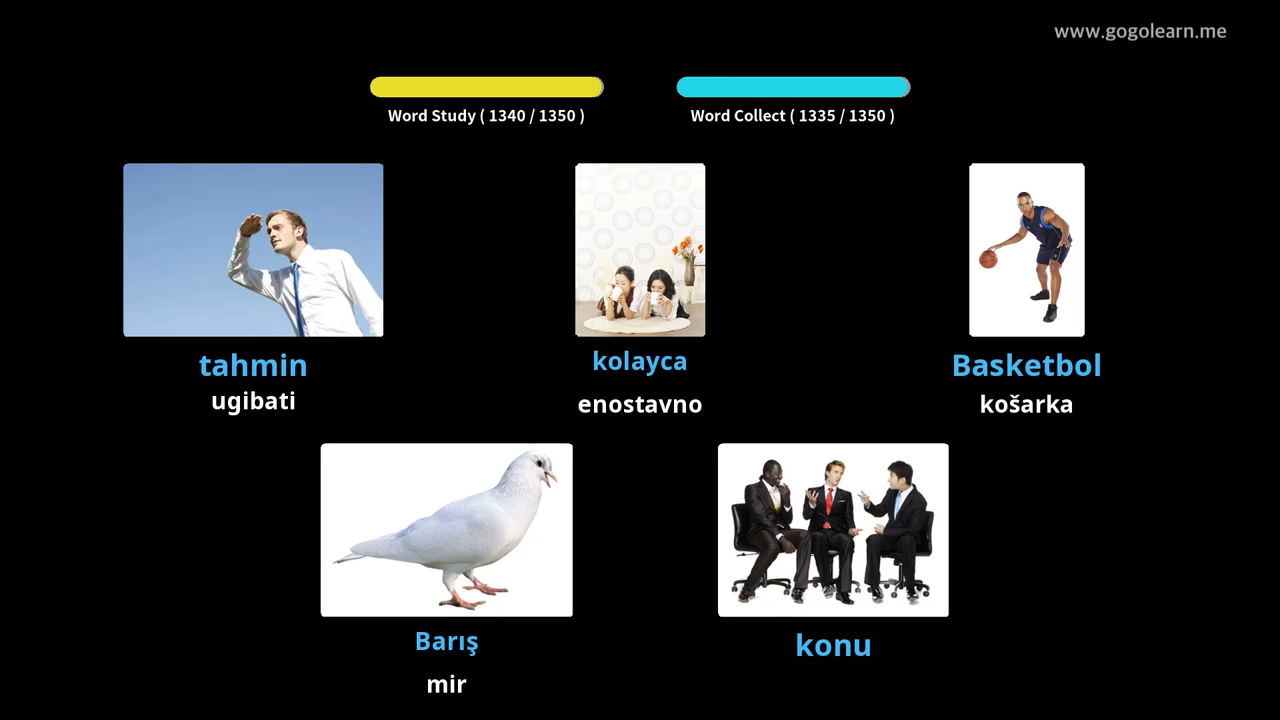 www.gogolearn.me
Word Study ( 1340 / 1350 )
Word Collect ( 1335 / 1350 )
tahmin
ugibati
kolayca
enostavno
Basketbol
košarka
Barış
mir
konu